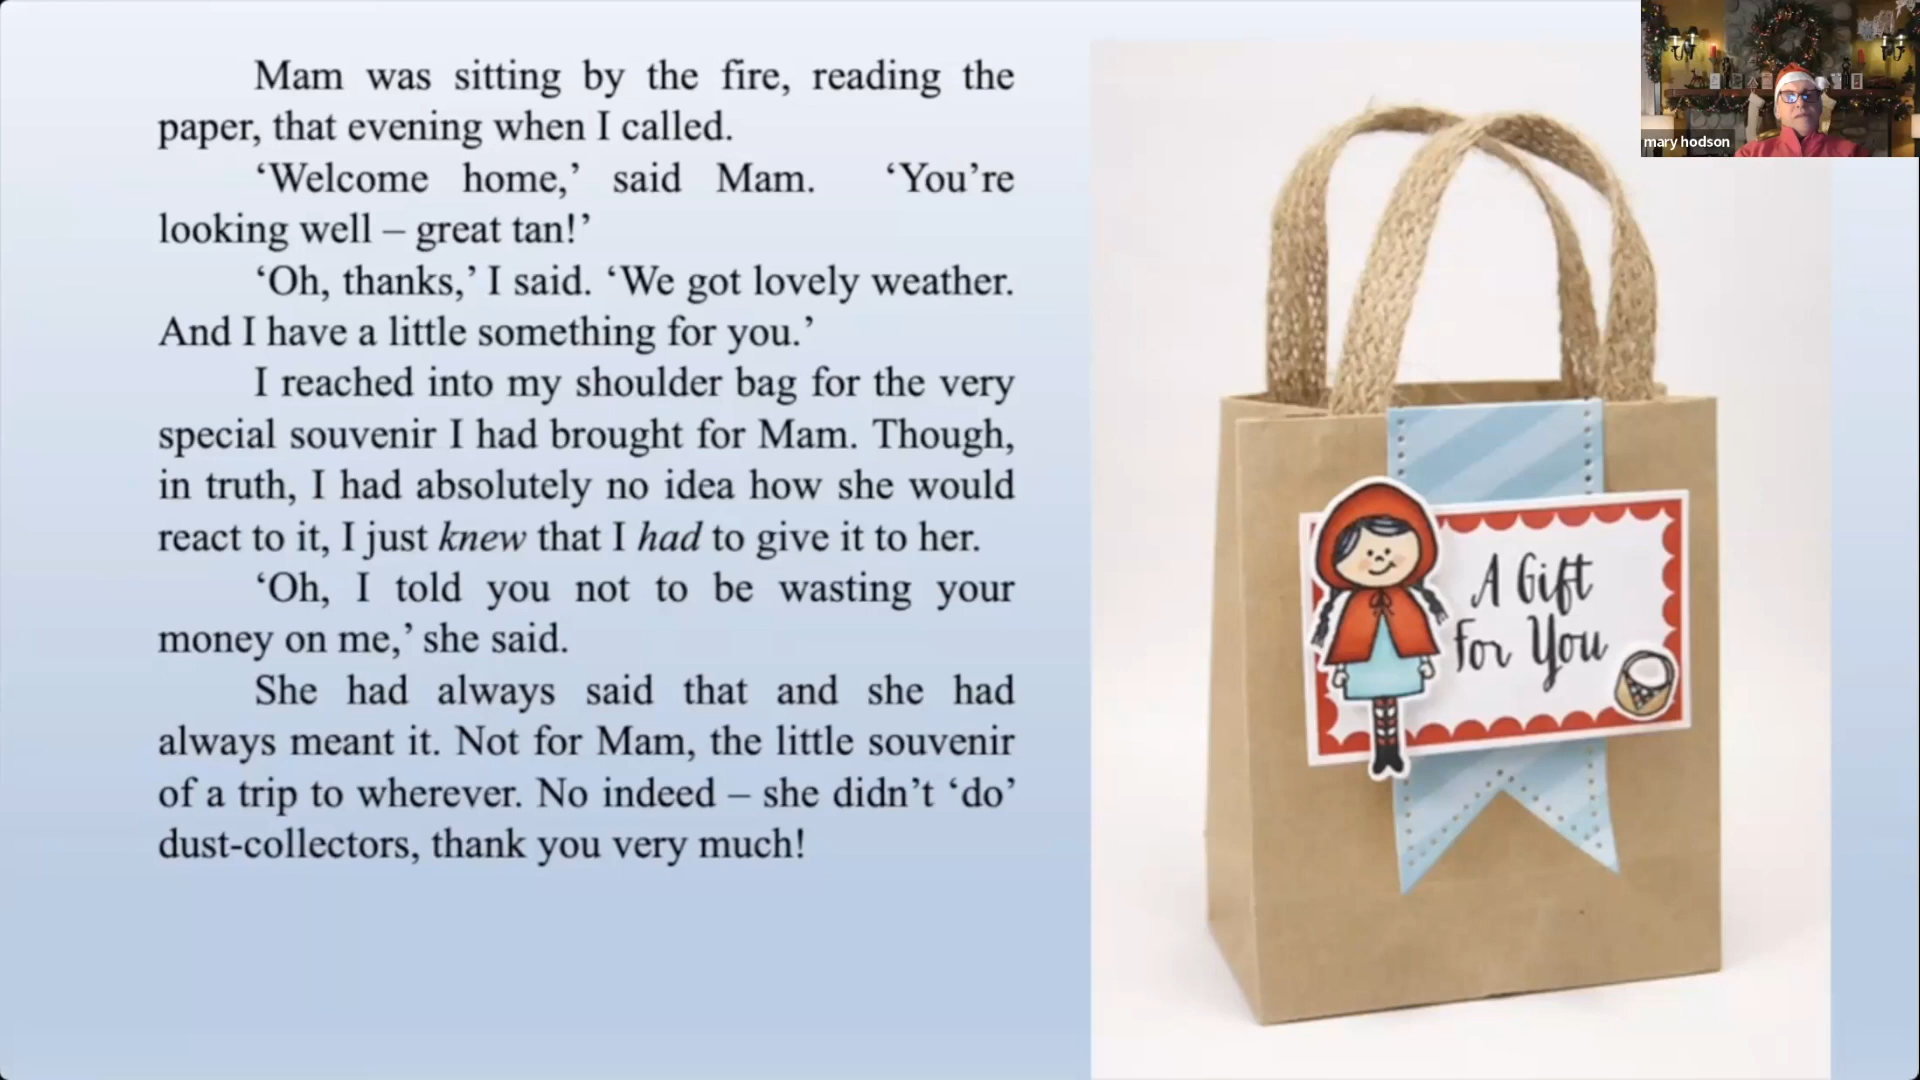 Mam was sitting by the fire, reading the
paper, that evening when I called.
‘Welcome home,’ said Mam. ‘You’re
looking well – great tan!’
‘Oh, thanks,’ I said. ‘We got lovely weather.
And I have a little something for you.’
I reached into my shoulder bag for the very
special souvenir I had brought for Mam. Though,
in truth, I had absolutely no idea how she would
react to it, I just knew that I had to give it to her.
‘Oh, I told you not to be wasting your
money on me,’ she said.
She had always said that and she had
always meant it. Not for Mam, the little souvenir
of a trip to wherever. No indeed – she didn’t ‘do’
dust-collectors, thank you very much!
A Gift
for You
mary hodson